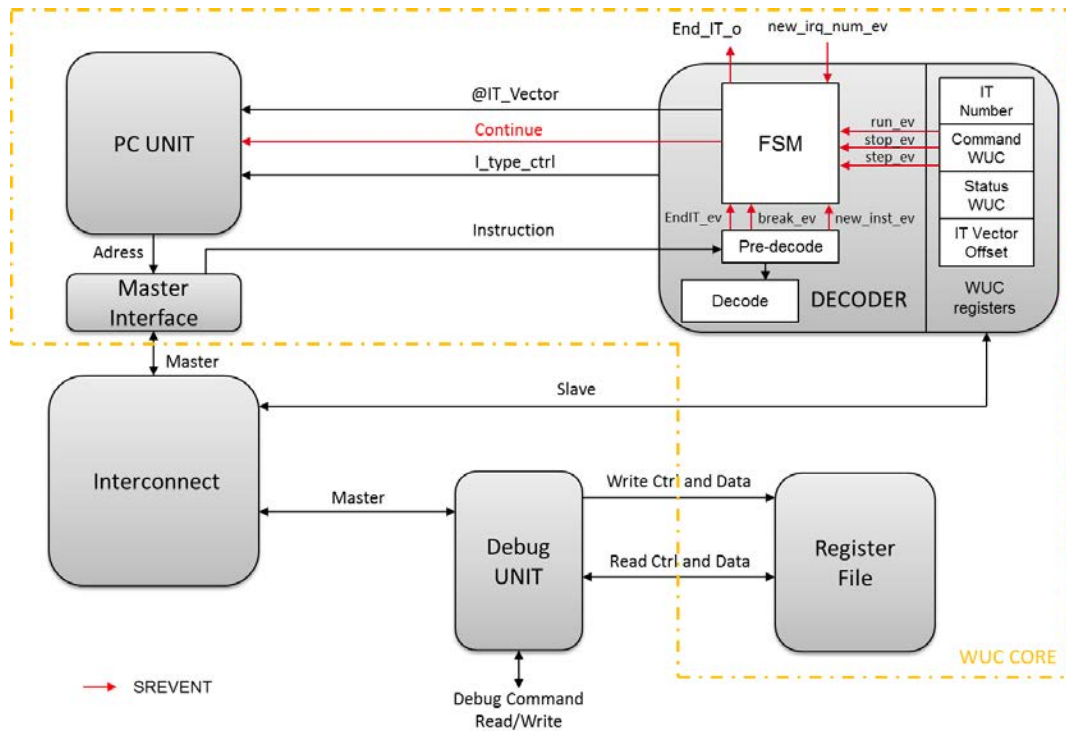 End_IT_o
new_irq_num_ev
@IT_Vector
Continue
I_type_ctrl
PC UNIT
FSM
run_ev
stop_ev
step_ev
IT
Number
Command
WUC
Status
WUC
IT Vector
Offset
EndIT_ev
break_ev
new_inst_ev
Instruction
Pre-decode
Adress
Decode
DECODER
WUC
registers
Master
Interface
Master
Slave
Interconnect
Master
Write Ctrl and Data
Debug
UNIT
Read Ctrl and Data
Register
File
WUC CORE
SREVENT
Debug Command
Read/Write